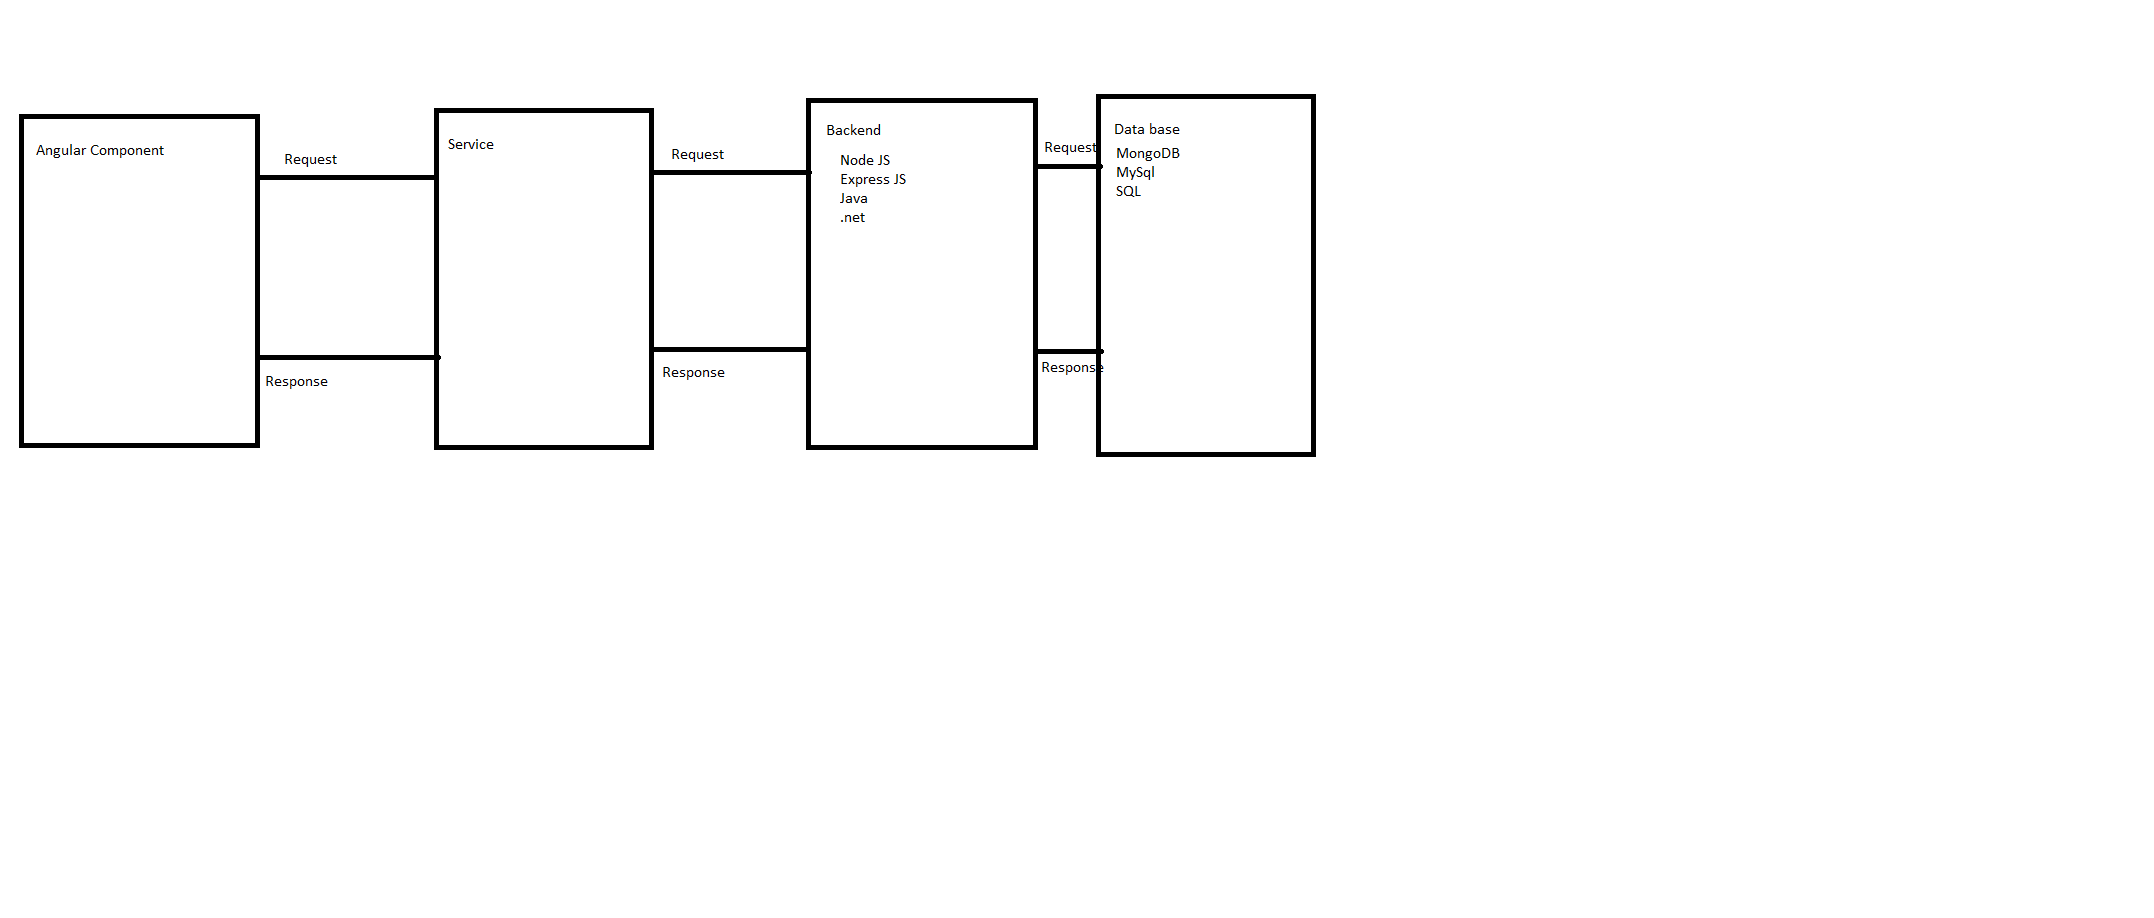 Angular Component
Request
Response
Service
Request
Response
Backend
Node JS
Express JS
Java
.net
Request
Response
Data base
MongoDB
MySql
SQL